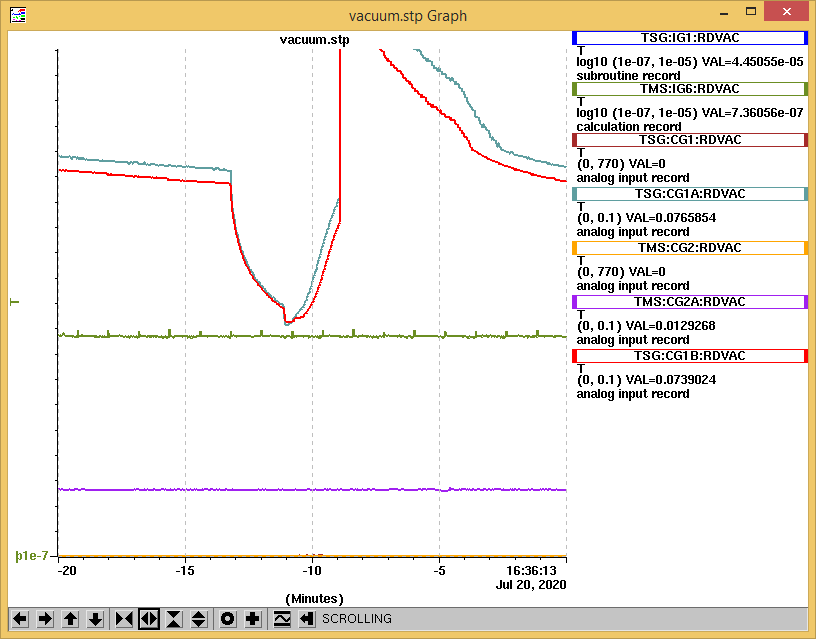 vacuum.stp Graph
vacuum.stp
T
þ1e-7
-20
-15
-10
-5
16:36:13
Jul 20, 2020
(Minutes)
TSG:IG1:RDVAC
T
log10 (1e-07, 1e-05) VAL=4.45055e-05
subroutine record
TMS:IG6:RDVAC
T
log10 (1e-07, 1e-05) VAL=7.36056e-07
calculation record
TSG:CG1:RDVAC
T
(0, 770) VAL=0
analog input record
TSG:CG1A:RDVAC
T
(0, 0.1) VAL=0.0765854
analog input record
TMS:CG2:RDVAC
T
(0, 770) VAL=0
analog input record
TMS:CG2A:RDVAC
T
(0, 0.1) VAL=0.0129268
analog input record
TSG:CG1B:RDVAC
T
(0, 0.1) VAL=0.0739024
analog input record
SCROLLING